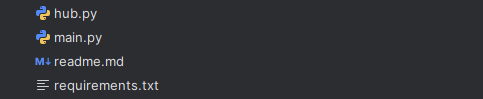 hub.py
main.py
M↓ readme.md
requirements.txt